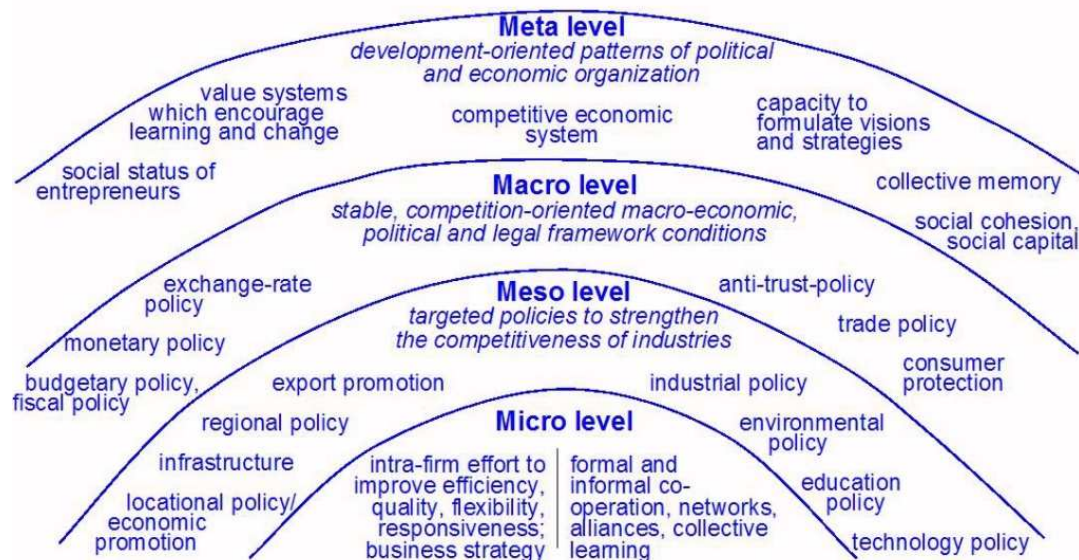 Meta level
development-oriented patterns of political
and economic organization
value systems
which encourage
learning and change
competitive economic
system
capacity to
formulate visions
and strategies
social status of
entrepreneurs
collective memory
social cohesion,
social capital
Macro level
stable, competition-oriented macro-economic,
political and legal framework conditions
exchange-rate
policy
monetary policy
budgetary policy,
fiscal policy
anti-trust-policy
trade policy
consumer
protection
Meso level
targeted policies to strengthen
the competitiveness of industries
export promotion
regional policy
infrastructure
locational policy/
economic
promotion
industrial policy
environmental
policy
education
policy
technology policy
Micro level
intra-firm effort to
improve efficiency,
quality, flexibility,
responsiveness;
business strategy
formal and
informal co-
operation, networks,
alliances, collective
learning